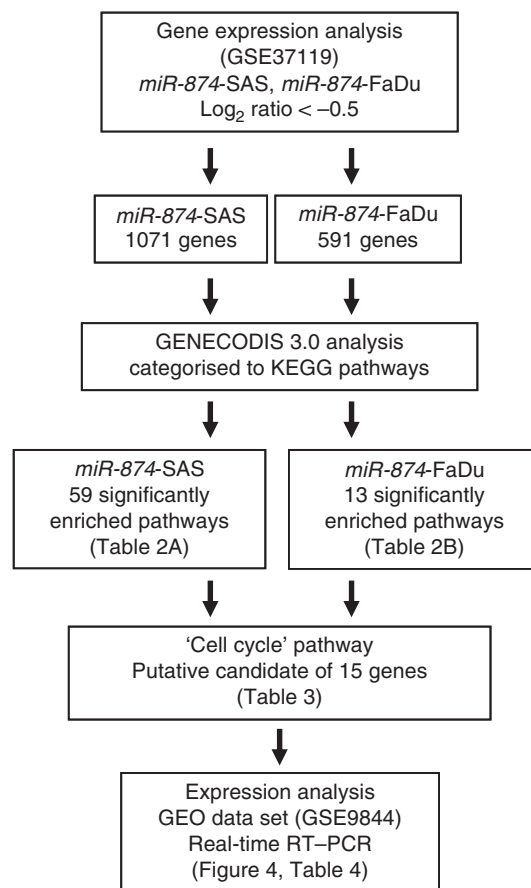 Gene expression analysis
(GSE37119)
miR-874-SAS, miR-874-FaDu
Log₂ ratio < –0.5
miR-874-SAS
1071 genes
miR-874-FaDu
591 genes
GENECODIS 3.0 analysis
categorised to KEGG pathways
miR-874-SAS
59 significantly
enriched pathways
(Table 2A)
miR-874-FaDu
13 significantly
enriched pathways
(Table 2B)
‘Cell cycle’ pathway
Putative candidate of 15 genes
(Table 3)
Expression analysis
GEO data set (GSE9844)
Real-time RT–PCR
(Figure 4, Table 4)